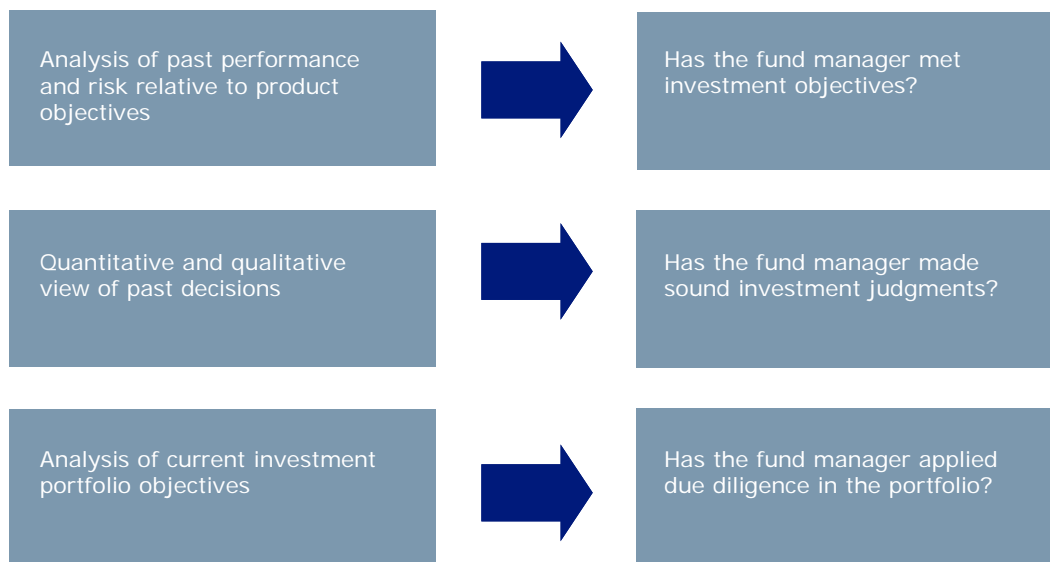 Analysis of past performance
and risk relative to product
objectives
Has the fund manager met
investment objectives?
Quantitative and qualitative
view of past decisions
Has the fund manager made
sound investment judgments?
Analysis of current investment
portfolio objectives
Has the fund manager applied
due diligence in the portfolio?